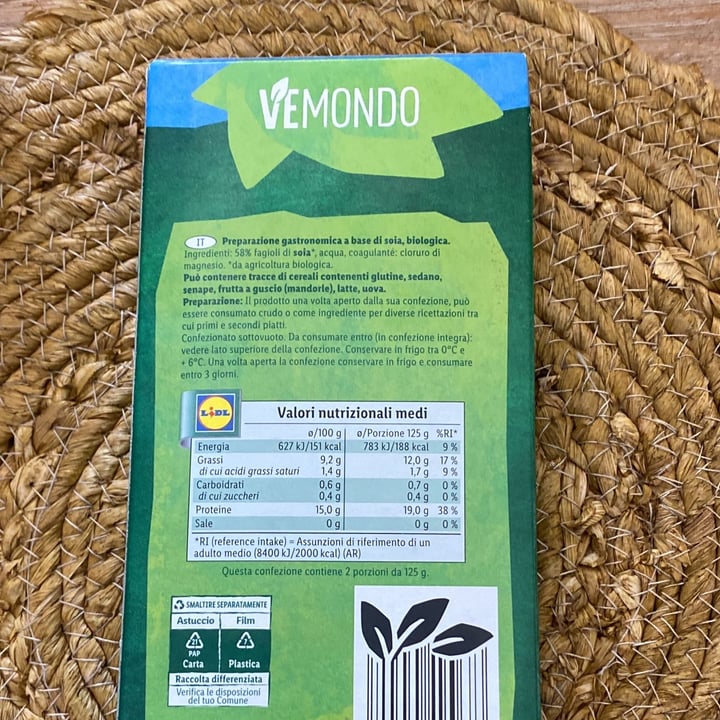 VEMONDO
IT Preparazione gastronomica a base di soia, biologica.
Ingredienti: 58% fagioli di soia*, acqua, coagulante: cloruro di
magnesio. *da agricoltura biologica.
Può contenere tracce di cereali contenenti glutine, sedano,
senape, frutta a guscio (mandorle), latte, uova.
Preparazione: Il prodotto una volta aperto dalla sua confezione, può
essere consumato crudo o come ingrediente per diverse ricettazioni tra
cui primi e secondi piatti.
Confezionato sottovuoto. Da consumare entro (in confezione integra):
vedere lato superiore della confezione. Conservare in frigo tra 0°C e
+ 6°C. Una volta aperta la confezione conservare in frigo e consumare
entro 3 giorni.
LIDL
Valori nutrizionali medi
ø/100 g ø/Porzione 125 g %RI*
Energia 627 kJ/151 kcal 783 kJ/188 kcal 9 %
Grassi 9,2 g 12,0 g 17 %
di cui acidi grassi saturi 1,4 g 1,7 g 9 %
Carboidrati 0,6 g 0,7 g 0 %
di cui zuccheri 0,4 g 0,4 g 0 %
Proteine 15,0 g 19,0 g 38 %
Sale 0 g 0 g 0 %
*RI (reference intake) = Assunzioni di riferimento di un
adulto medio (8400 kJ/2000 kcal) (AR)
Questa confezione contiene 2 porzioni da 125 g.
SMALTIRE SEPARATAMENTE
Astuccio Film
21 7
PAP
Carta Plastica
Raccolta differenziata
Verifica le disposizioni
del tuo Comune